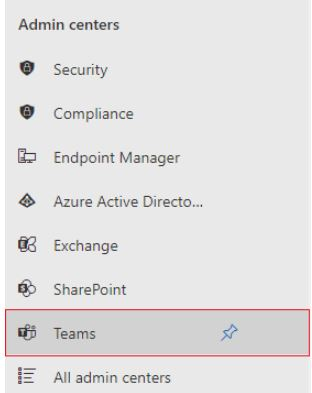 Admin centers
Security
Compliance
Endpoint Manager
Azure Active Directo...
Exchange
SharePoint
Teams
All admin centers